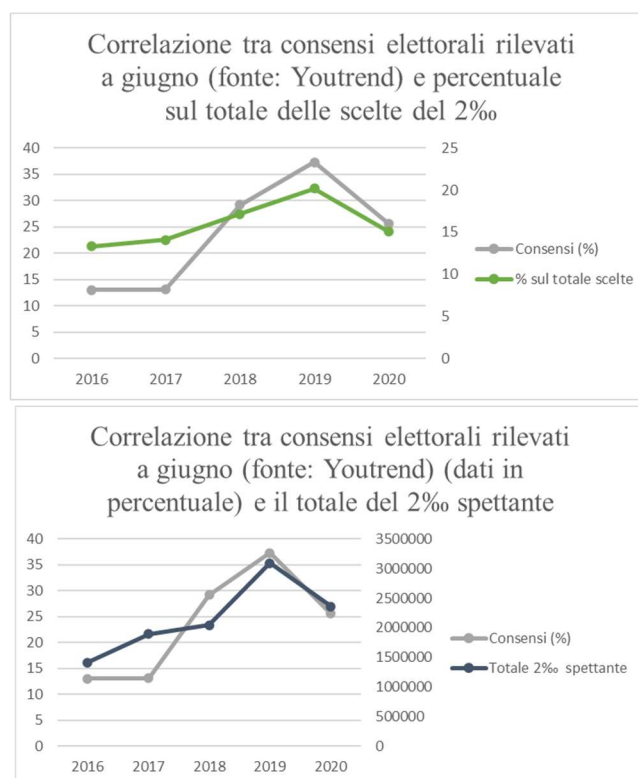 Correlazione tra consensi elettorali rilevati
a giugno (fonte: Youtrend) e percentuale
sul totale delle scelte del 2‰
40
35
30
25
20
15
10
5
0
25
20
15
10
5
0
Consensi (%)
% sul totale scelte
2016 2017 2018 2019 2020
Correlazione tra consensi elettorali rilevati
a giugno (fonte: Youtrend) (dati in
percentuale) e il totale del 2‰ spettante
40
35
30
25
20
15
10
5
0
3500000
3000000
2500000
2000000
1500000
1000000
500000
0
Consensi (%)
Totale 2‰ spettante
2016 2017 2018 2019 2020